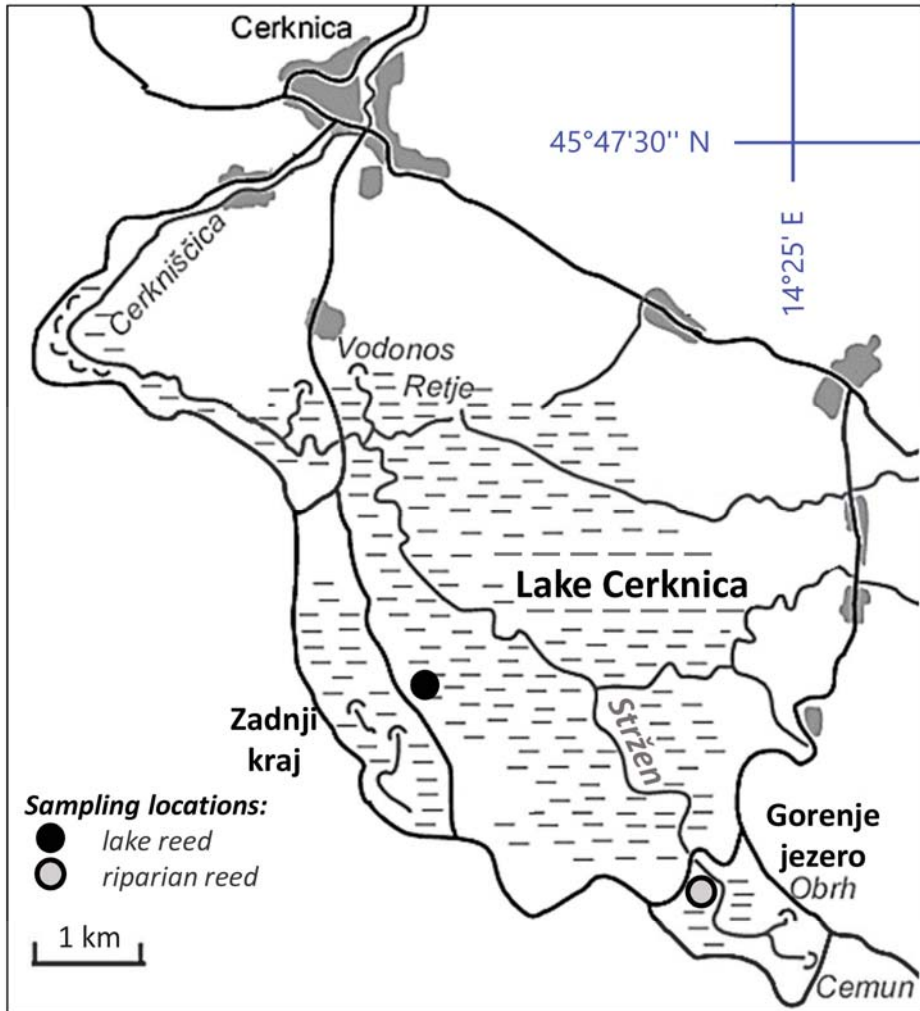 Cerknica
45°47'30'' N
14°25' E
Cerkniščica
Vodonos
Retje
Lake Cerknica
Zadnji
kraj
Stržen
Sampling locations:
lake reed
riparian reed
Gorenje
jezero
Obrh
1 km
Cemun